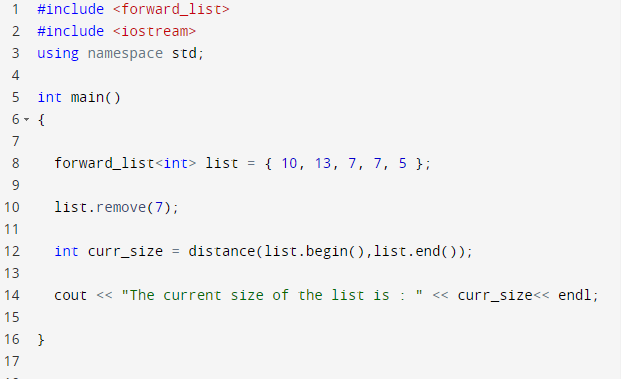 1 #include <forward_list>
2 #include <iostream>
3 using namespace std;
4
5 int main()
6 {
7
8 forward_list<int> list = { 10, 13, 7, 7, 5 };
9
10 list.remove(7);
11
12 int curr_size = distance(list.begin(),list.end());
13
14 cout << "The current size of the list is : " << curr_size<< endl;
15
16 }
17